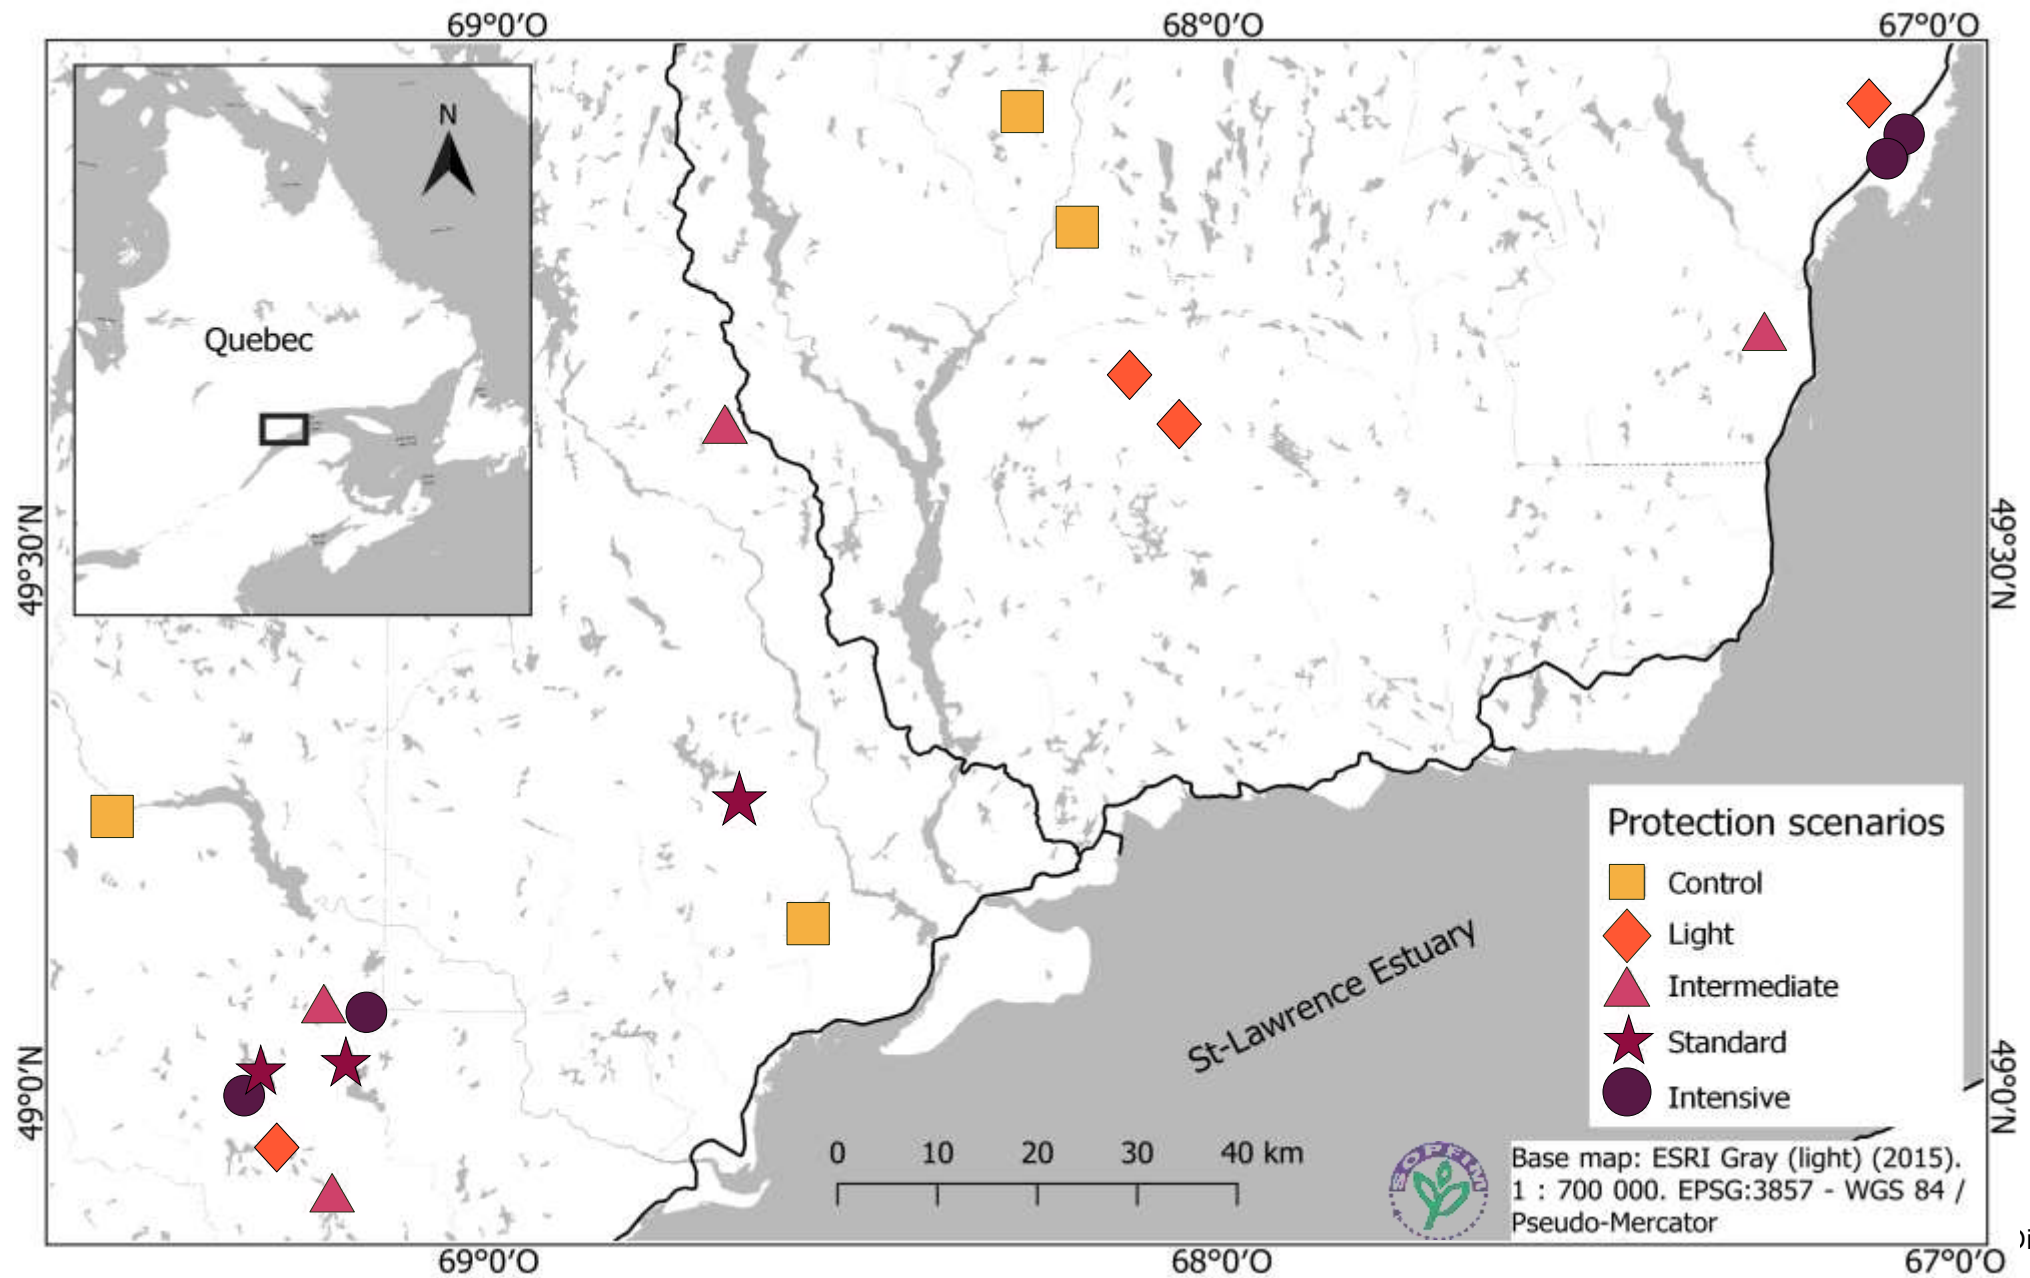 69°0'O 68°0'O 67°0'O
N
Quebec
49°30'N 49°30'N
Protection scenarios
Control
Light
Intermediate
Standard
Intensive
St-Lawrence Estuary
49°0'N 49°0'N
0 10 20 30 40 km
SOPFIM
Base map: ESRI Gray (light) (2015).
1 : 700 000. EPSG:3857 - WGS 84 /
Pseudo-Mercator
69°0'O 68°0'O 67°0'O